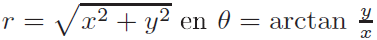 r = √(x² + y²) en θ = arctan y/x